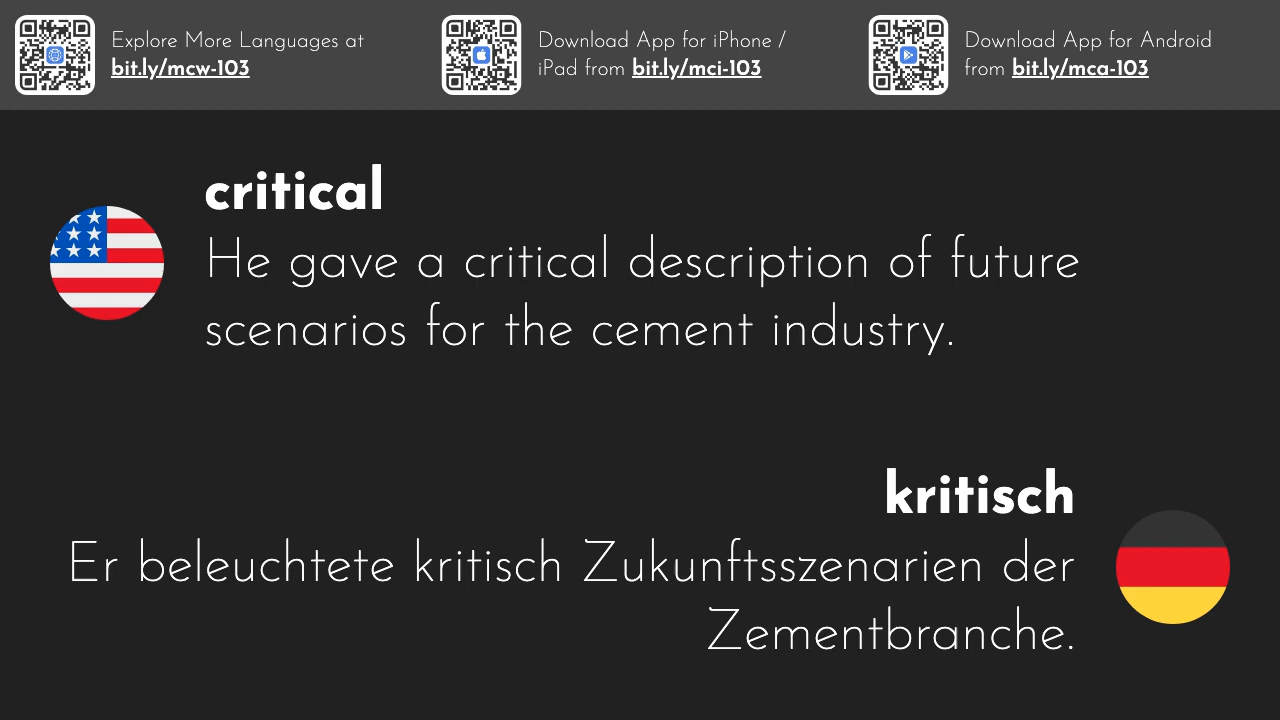 Explore More Languages at
bit.ly/mcw-103
Download App for iPhone /
iPad from bit.ly/mci-103
Download App for Android
from bit.ly/mca-103
critical
He gave a critical description of future
scenarios for the cement industry.
kritisch
Er beleuchtete kritisch Zukunftsszenarien der
Zementbranche.